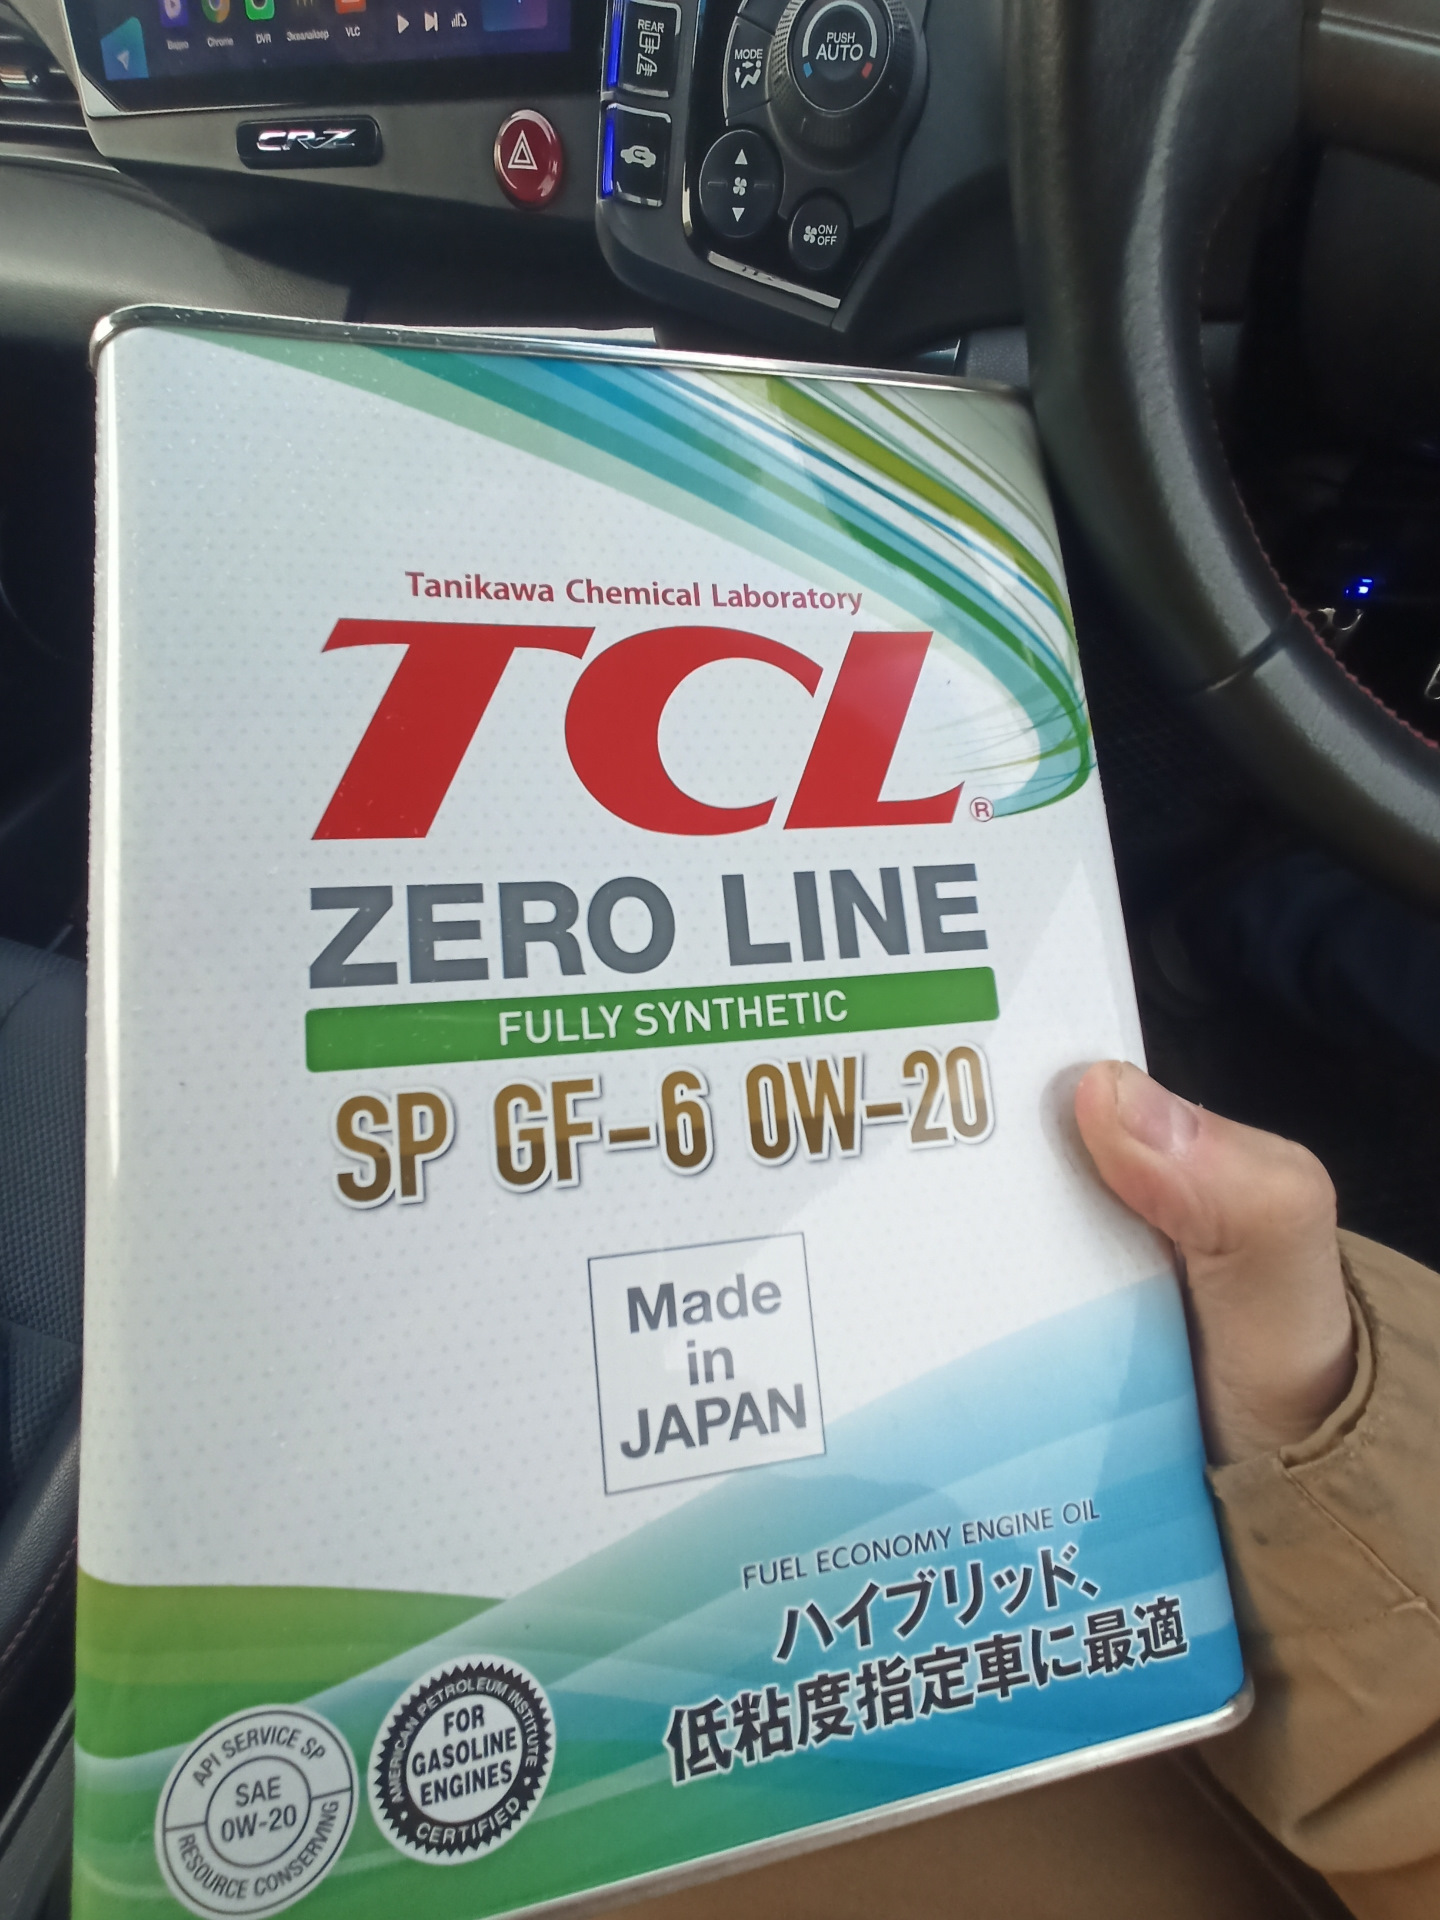 Видео
Chrome
DVR
Эквалайзер
VLC
REAR
MODE
PUSH
AUTO
CR-Z
ON/
OFF
Tanikawa Chemical Laboratory
TCL®
ZERO LINE
FULLY SYNTHETIC
SP GF-6 0W-20
Made
in
JAPAN
FUEL ECONOMY ENGINE OIL
ハイブリッド、
低粘度指定車に最適
API SERVICE SP
SAE
0W-20
RESOURCE CONSERVING
AMERICAN PETROLEUM INSTITUTE
FOR
GASOLINE
ENGINES
CERTIFIED